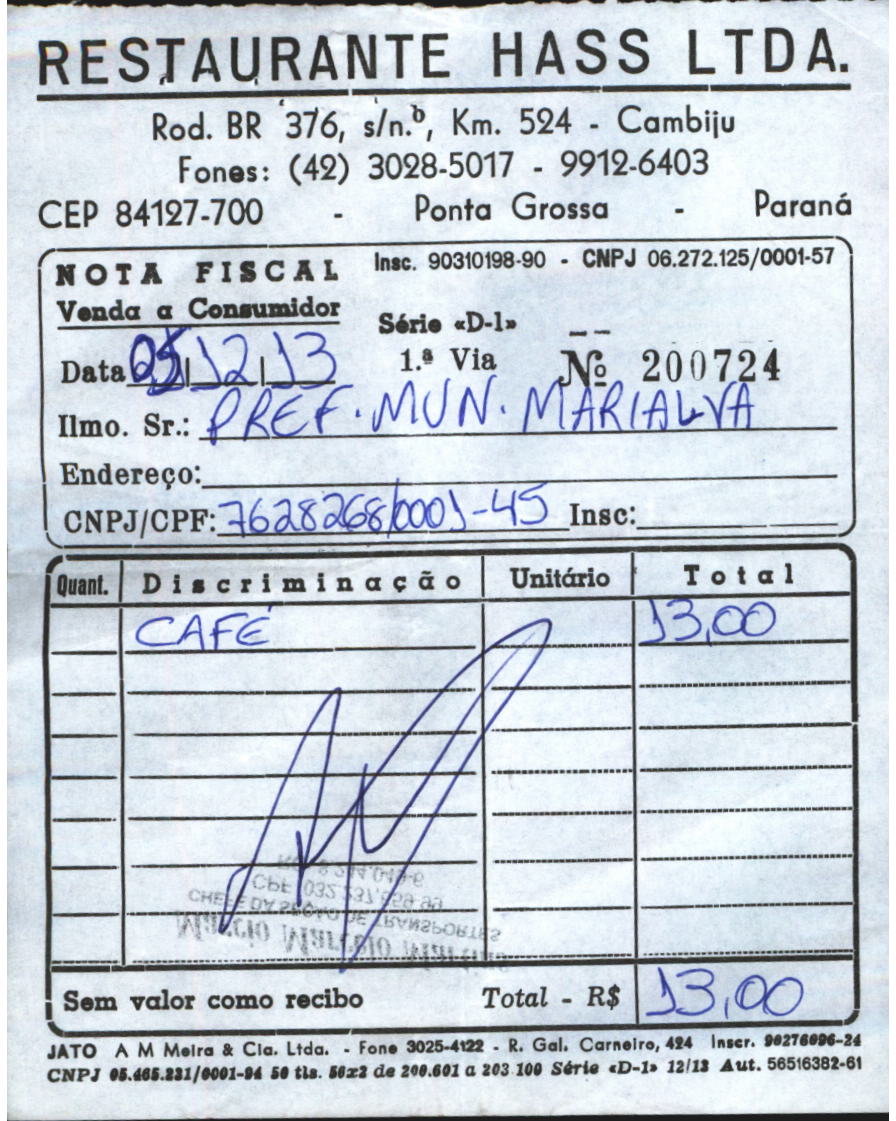 RESTAURANTE HASS LTDA.
Rod. BR 376, s/n.º, Km. 524 - Cambiju
Fones: (42) 3028-5017 - 9912-6403
CEP 84127-700 - Ponta Grossa - Paraná
NOTA FISCAL Insc. 90310198-90 - CNPJ 06.272.125/0001-57
Venda a Consumidor
Série «D-1»
Data 05 12 13 1.ª Via Nº 200724
Ilmo. Sr.: PREF. MUN. MARIALVA
Endereço:
CNPJ/CPF: 76282680001-45 Insc:
Quant. Discriminação Unitário Total
CAFÉ 13,00
CHEFE DA SEÇÃO DE TRANSPORTES
Marcio Marcelo
Sem valor como recibo Total - R$ 13,00
JATO A M Meira & Cia. Ltda. - Fone 3025-4122 - R. Gal. Carneiro, 424 Inscr. 90276096-24
CNPJ 05.465.231/0001-94 50 tls. 50x2 de 200.601 a 203.100 Série «D-1» 12/13 Aut. 56516382-61